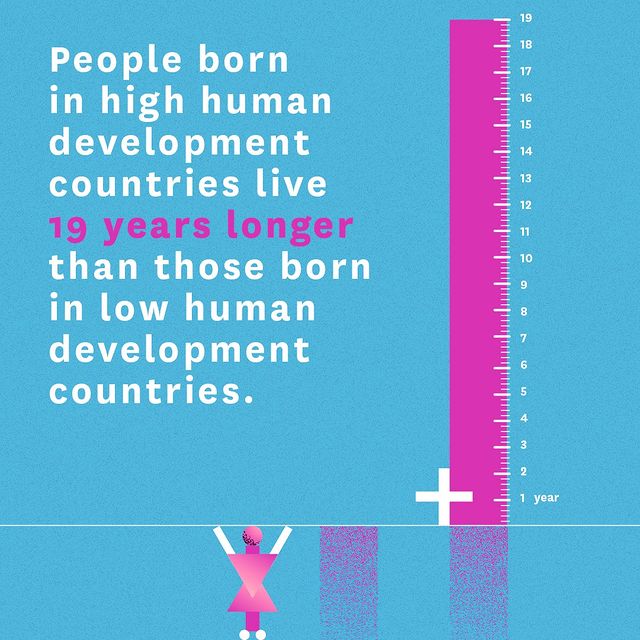 People born
in high human
development
countries live
19 years longer
than those born
in low human
development
countries.
19
18
17
16
15
14
13
12
11
10
9
8
7
6
5
4
3
2
1 year